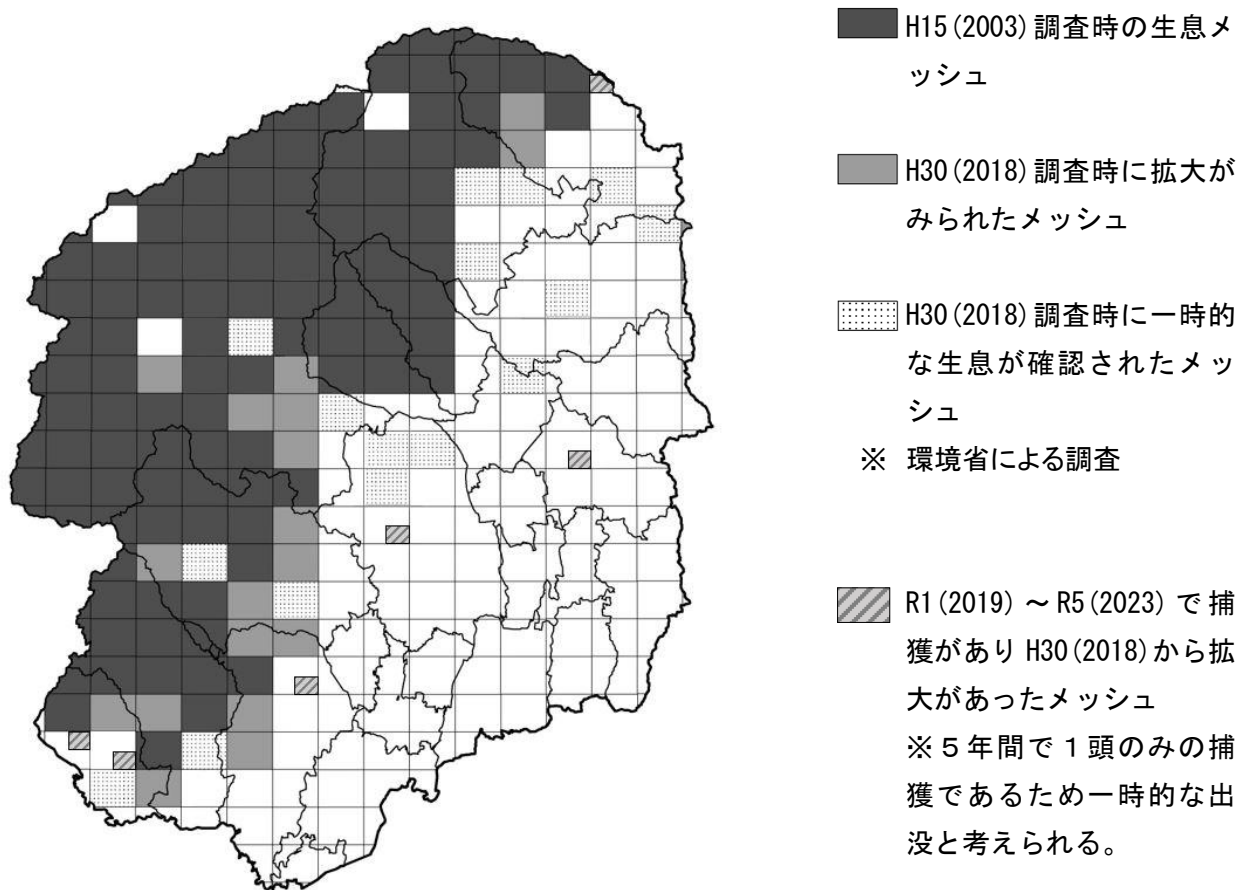 H15(2003)調査時の生息メ
ッシュ
H30(2018)調査時に拡大が
みられたメッシュ
H30(2018)調査時に一時的
な生息が確認されたメッ
シュ
※ 環境省による調査
R1(2019)～R5(2023)で捕
獲がありH30(2018)から拡
大があったメッシュ
※５年間で１頭のみの捕
獲であるため一時的な出
没と考えられる。